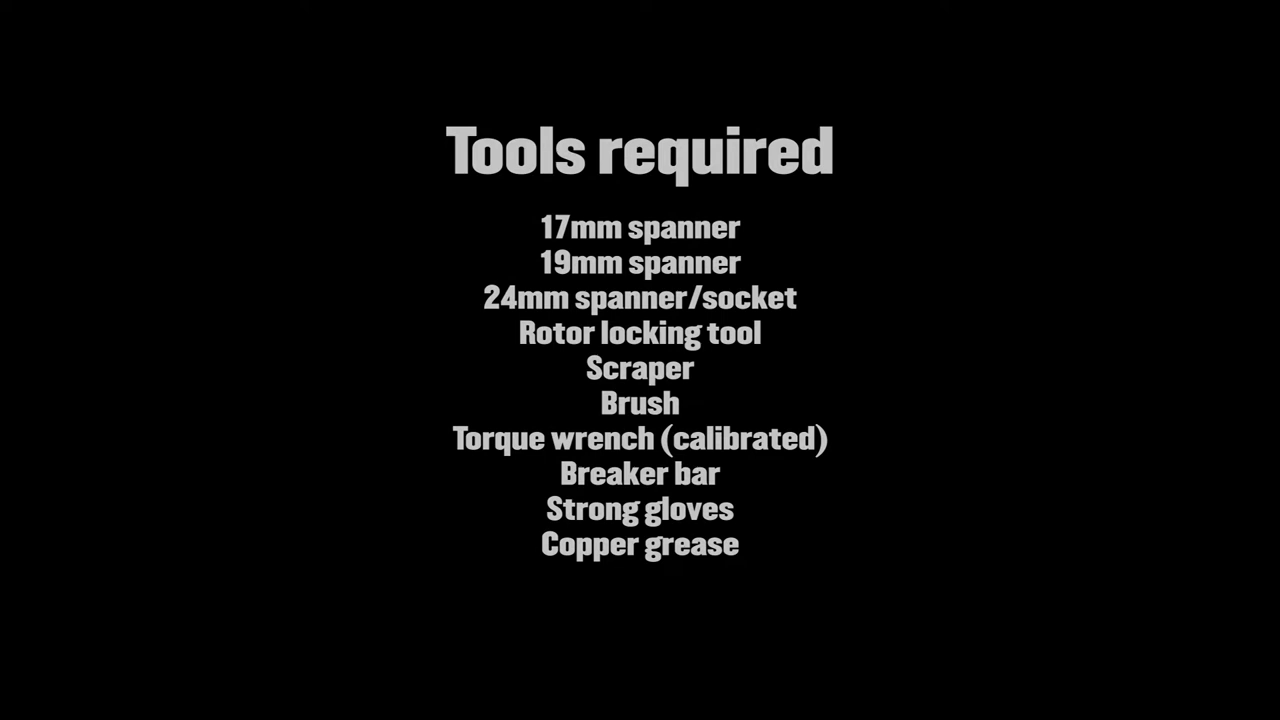 Tools required
17mm spanner
19mm spanner
24mm spanner/socket
Rotor locking tool
Scraper
Brush
Torque wrench (calibrated)
Breaker bar
Strong gloves
Copper grease